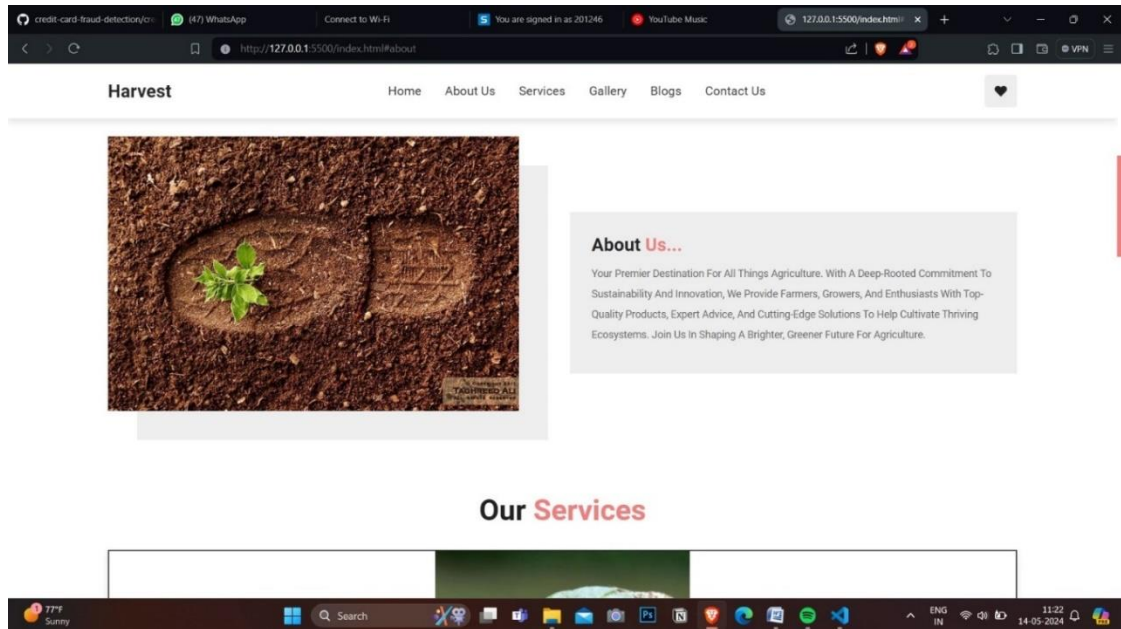 credit-card-fraud-detection/cre
(47) WhatsApp
Connect to Wi-Fi
You are signed in as 201246
YouTube Music
127.0.0.1:5500/index.html#
http://127.0.0.1:5500/index.html#about
VPN
Harvest
Home
About Us
Services
Gallery
Blogs
Contact Us
TAGHREED ALI
About Us...
Your Premier Destination For All Things Agriculture. With A Deep-Rooted Commitment To
Sustainability And Innovation, We Provide Farmers, Growers, And Enthusiasts With Top-
Quality Products, Expert Advice, And Cutting-Edge Solutions To Help Cultivate Thriving
Ecosystems. Join Us In Shaping A Brighter, Greener Future For Agriculture.
Our Services
1
77°F
Sunny
Search
Ps
ENG
IN
11:22
14-05-2024